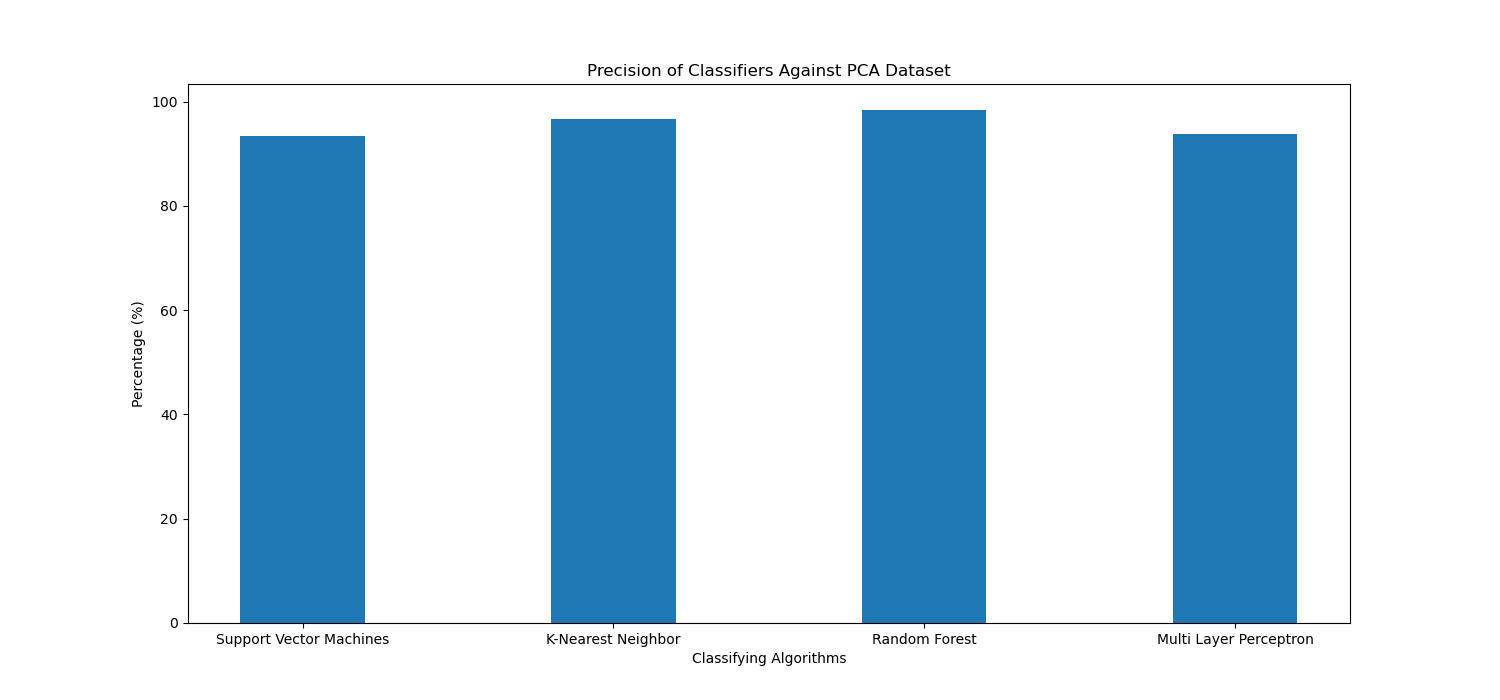 Precision of Classifiers Against PCA Dataset
100
80
60
40
20
0
Percentage (%)
Support Vector Machines
K-Nearest Neighbor
Random Forest
Multi Layer Perceptron
Classifying Algorithms